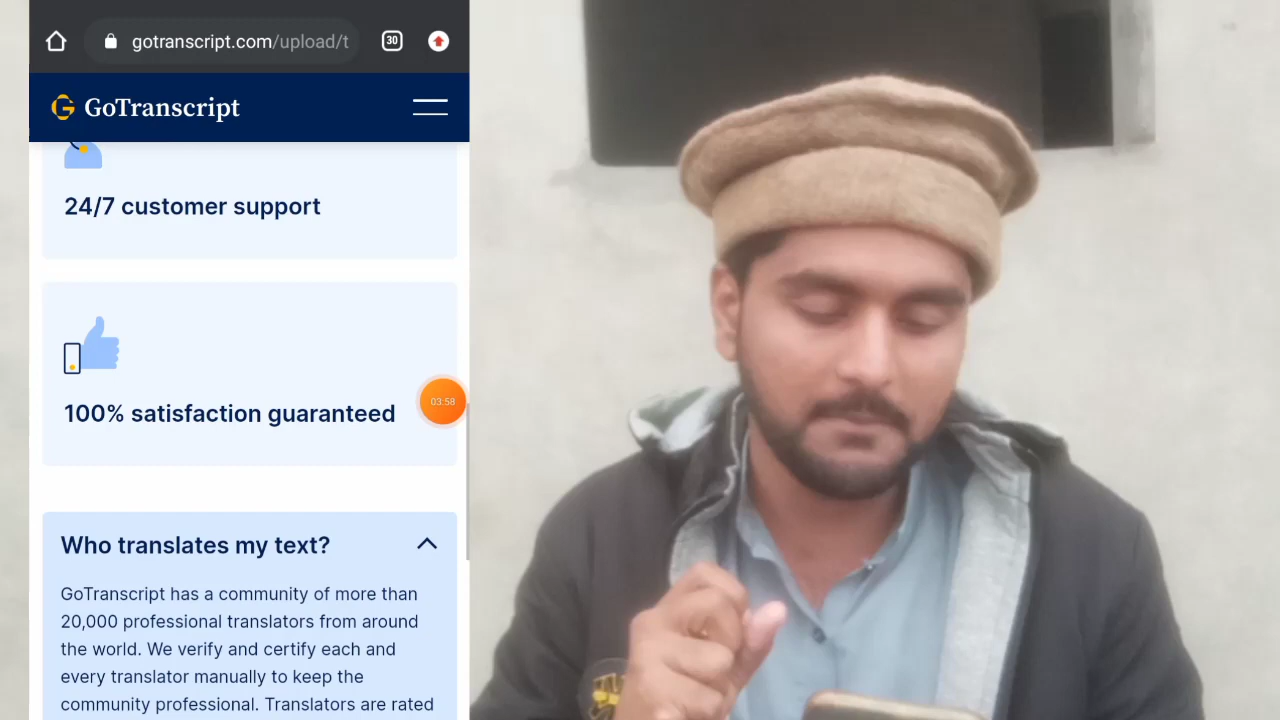 gotranscript.com/upload/t
30
GoTranscript
24/7 customer support
100% satisfaction guaranteed
03:58
Who translates my text?
GoTranscript has a community of more than
20,000 professional translators from around
the world. We verify and certify each and
every translator manually to keep the
community professional. Translators are rated